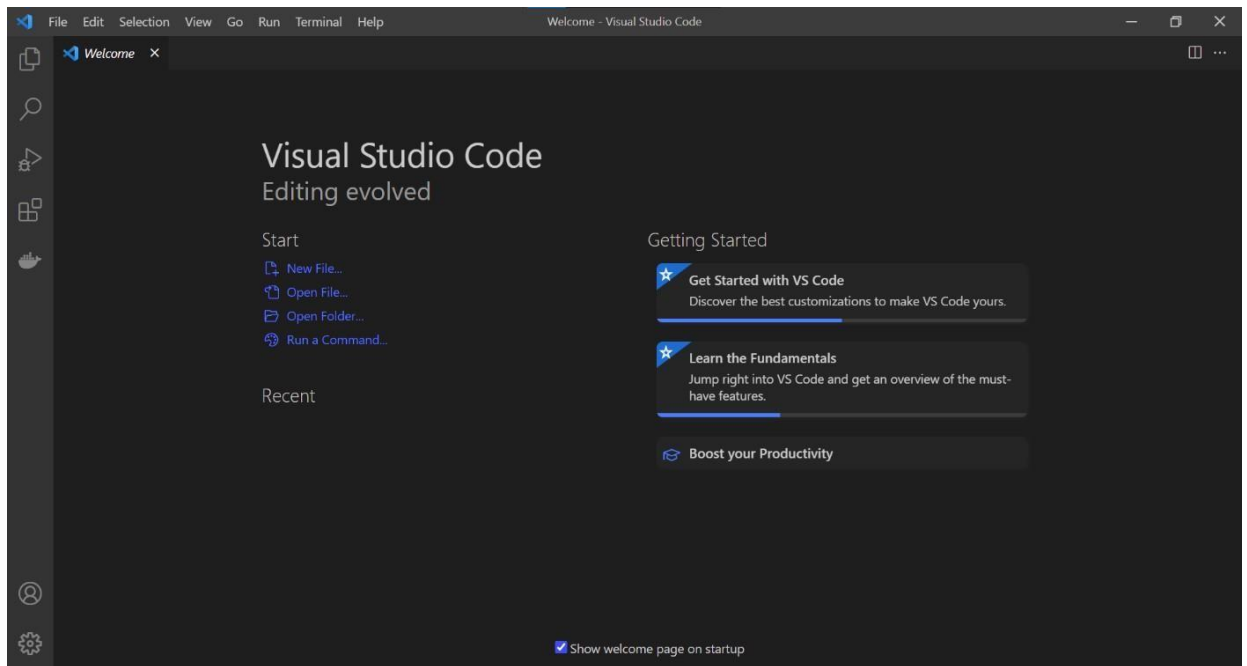 File Edit Selection View Go Run Terminal Help
Welcome - Visual Studio Code
Welcome
Visual Studio Code
Editing evolved
Start
New File...
Open File...
Open Folder...
Run a Command...
Recent
Getting Started
Get Started with VS Code
Discover the best customizations to make VS Code yours.
Learn the Fundamentals
Jump right into VS Code and get an overview of the must-
have features.
Boost your Productivity
Show welcome page on startup